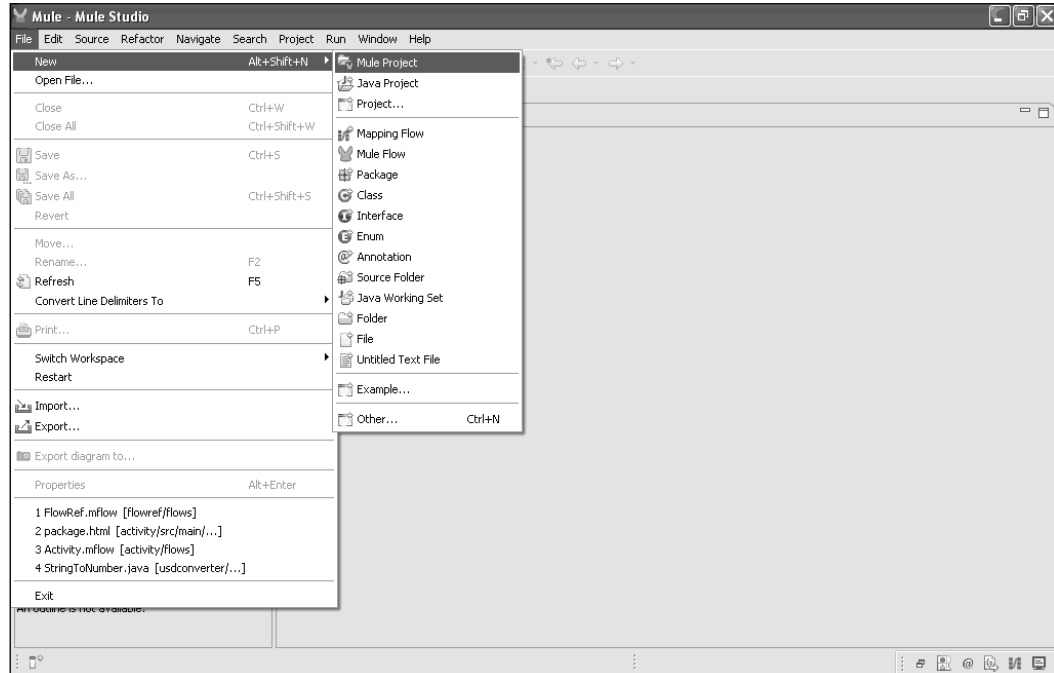 Mule - Mule Studio
File Edit Source Refactor Navigate Search Project Run Window Help
New Alt+Shift+N
Open File...
Close Ctrl+W
Close All Ctrl+Shift+W
Save Ctrl+S
Save As...
Save All Ctrl+Shift+S
Revert
Move...
Rename... F2
Refresh F5
Convert Line Delimiters To
Print... Ctrl+P
Switch Workspace
Restart
Import...
Export...
Export diagram to...
Properties Alt+Enter
1 FlowRef.mflow [flowref/flows]
2 package.html [activity/src/main/...]
3 Activity.mflow [activity/flows]
4 StringToNumber.java [usdconverter/...]
Exit
Mule Project
Java Project
Project...
Mapping Flow
Mule Flow
Package
Class
Interface
Enum
Annotation
Source Folder
Java Working Set
Folder
File
Untitled Text File
Example...
Other... Ctrl+N
An outline is not available.